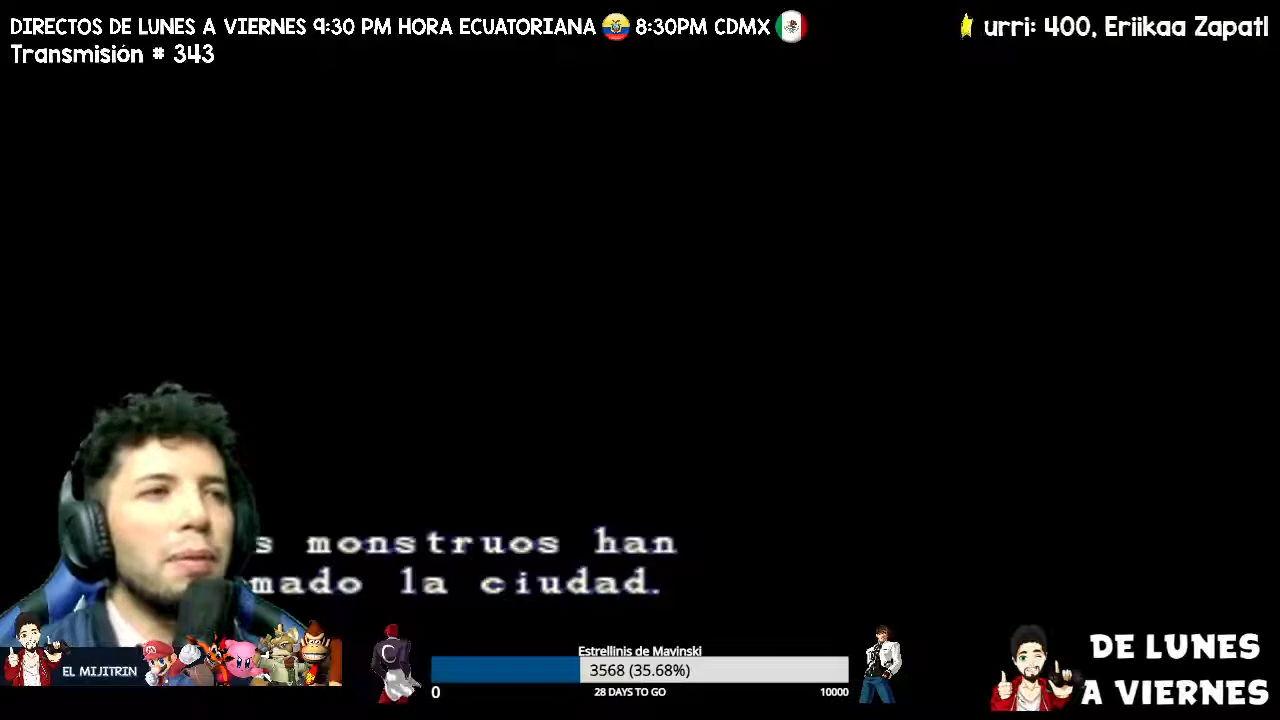 DIRECTOS DE LUNES A VIERNES 9:30 PM HORA ECUATORIANA 8:30PM CDMX
urri: 400, Eriikaa Zapatl
Transmisión # 343
s monstruos han
mado la ciudad.
EL MIJITRIN
C
Estrellinis de Mavinski
3568 (35.68%)
0 28 DAYS TO GO 10000
DE LUNES
A VIERNES